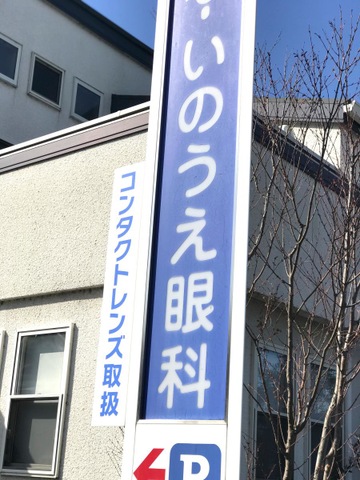 いのうえ眼科
コンタクトレンズ取扱
P